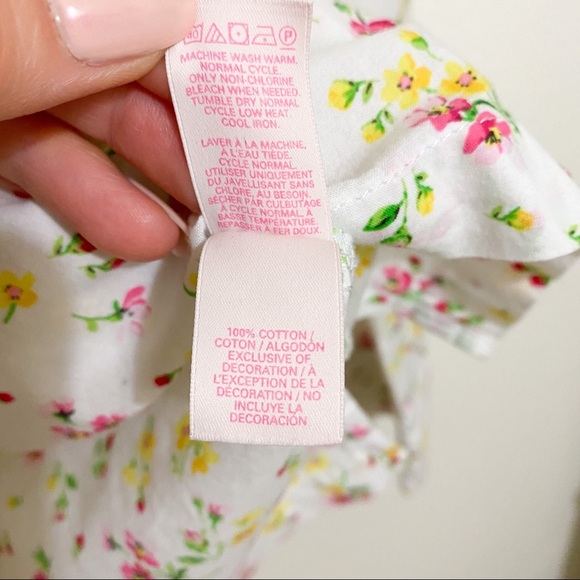 MACHINE WASH WARM.
NORMAL CYCLE.
ONLY NON-CHLORINE
BLEACH WHEN NEEDED.
TUMBLE DRY NORMAL
CYCLE LOW HEAT.
COOL IRON.
LAVER À LA MACHINE,
À L'EAU TIÈDE.
CYCLE NORMAL.
UTILISER UNIQUEMENT
DU JAVELLISANT SANS
CHLORE, AU BESOIN.
SÉCHER PAR CULBUTAGE
À CYCLE NORMAL, À
BASSE TEMPÉRATURE.
REPASSER À FER DOUX.
100% COTTON /
COTON / ALGODÓN
EXCLUSIVE OF
DECORATION / À
L'EXCEPTION DE LA
DÉCORATION / NO
INCLUYE LA
DECORACIÓN